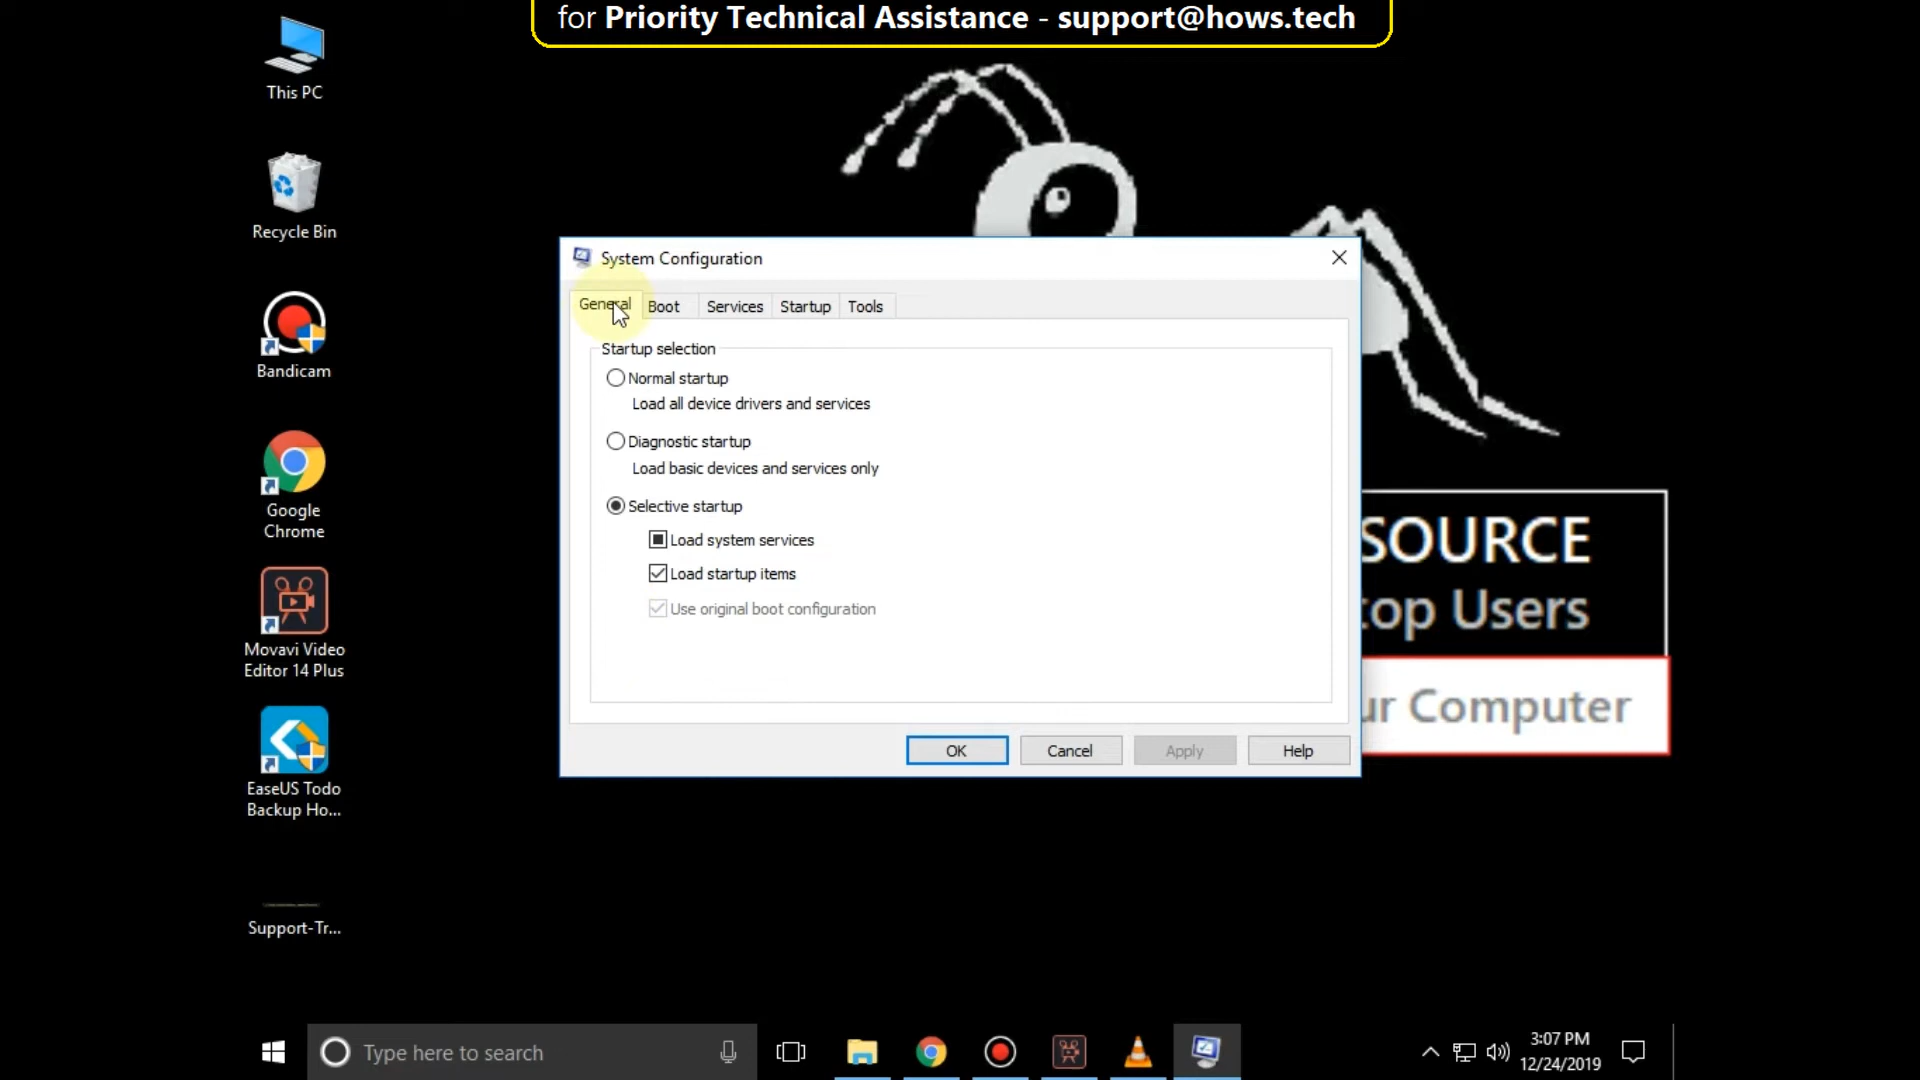 for Priority Technical Assistance - support@hows.tech
This PC
Recycle Bin
Bandicam
Google
Chrome
Movavi Video
Editor 14 Plus
EaseUS Todo
Backup Ho...
Support-Tr...
System Configuration
General
Boot
Services
Startup
Tools
Startup selection
Normal startup
Load all device drivers and services
Diagnostic startup
Load basic devices and services only
Selective startup
Load system services
Load startup items
Use original boot configuration
OK
Cancel
Apply
Help
SOURCE
top Users
ur Computer
Type here to search
3:07 PM
12/24/2019